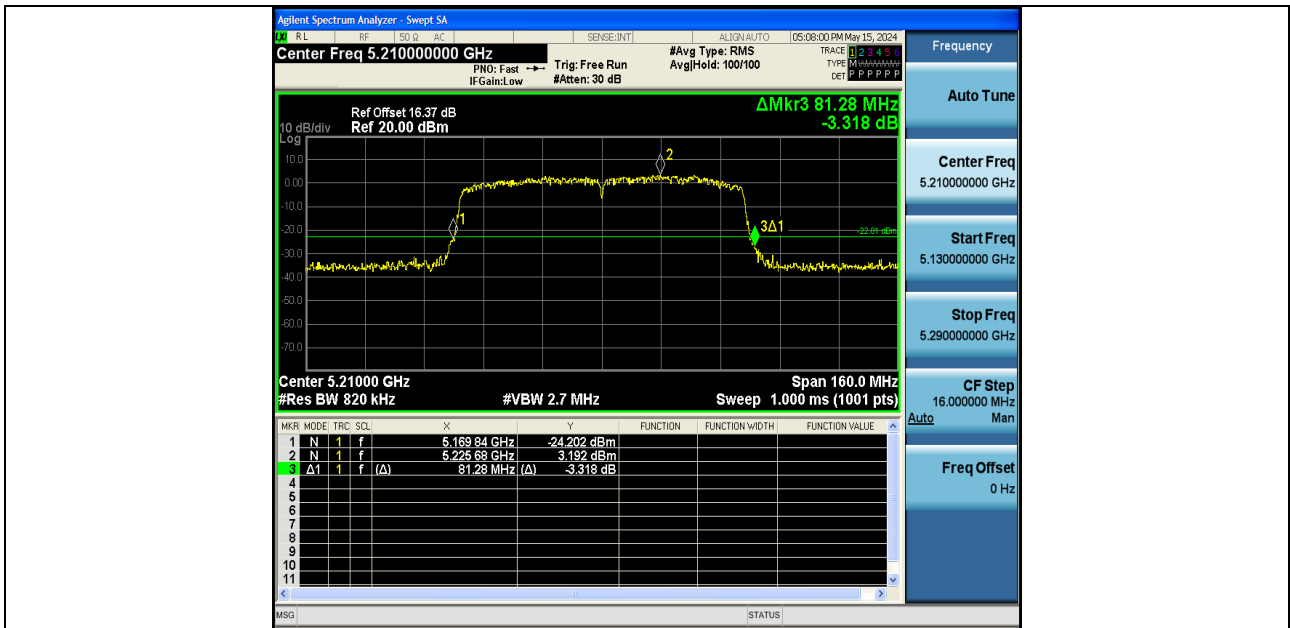 Agilent Spectrum Analyzer - Swept SA
LXI RL RF 50 Ω AC SENSE:INT ALIGNAUTO 05:08:00 PM May 15, 2024
Center Freq 5.210000000 GHz
PNO: Fast
IFGain:Low
Trig: Free Run
#Atten: 30 dB
#Avg Type: RMS
Avg|Hold: 100/100
TRACE 1 2 3 4 5 6
TYPE M
DET P P P P P P
ΔMkr3 81.28 MHz
-3.318 dB
Ref Offset 16.37 dB
10 dB/div Ref 20.00 dBm
Log
10.0
0.00
-10.0
-20.0
-30.0
-40.0
-50.0
-60.0
-70.0
1
2
3Δ1
-22.81 dBm
Center 5.21000 GHz Span 160.0 MHz
#Res BW 820 kHz #VBW 2.7 MHz Sweep 1.000 ms (1001 pts)
MKR MODE TRC SCL X Y FUNCTION FUNCTION WIDTH FUNCTION VALUE
1 N 1 f 5.169 84 GHz -24.202 dBm
2 N 1 f 5.225 68 GHz 3.192 dBm
3 Δ1 1 f (Δ) 81.28 MHz (Δ) -3.318 dB
4
5
6
7
8
9
10
11
MSG STATUS
Frequency
Auto Tune
Center Freq
5.210000000 GHz
Start Freq
5.130000000 GHz
Stop Freq
5.290000000 GHz
CF Step
16.000000 MHz
Auto Man
Freq Offset
0 Hz